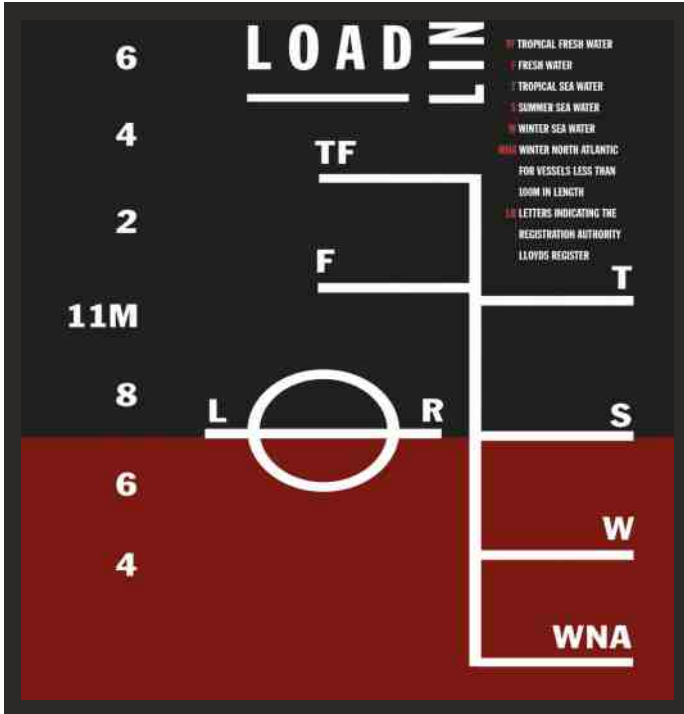 LOAD
LIN
TF TROPICAL FRESH WATER
F FRESH WATER
T TROPICAL SEA WATER
S SUMMER SEA WATER
W WINTER SEA WATER
WNA WINTER NORTH ATLANTIC
FOR VESSELS LESS THAN
100M IN LENGTH
LR LETTERS INDICATING THE
REGISTRATION AUTHORITY
LLOYDS REGISTER
6
4
TF
2
F
T
11M
8
L
R
S
6
W
4
WNA